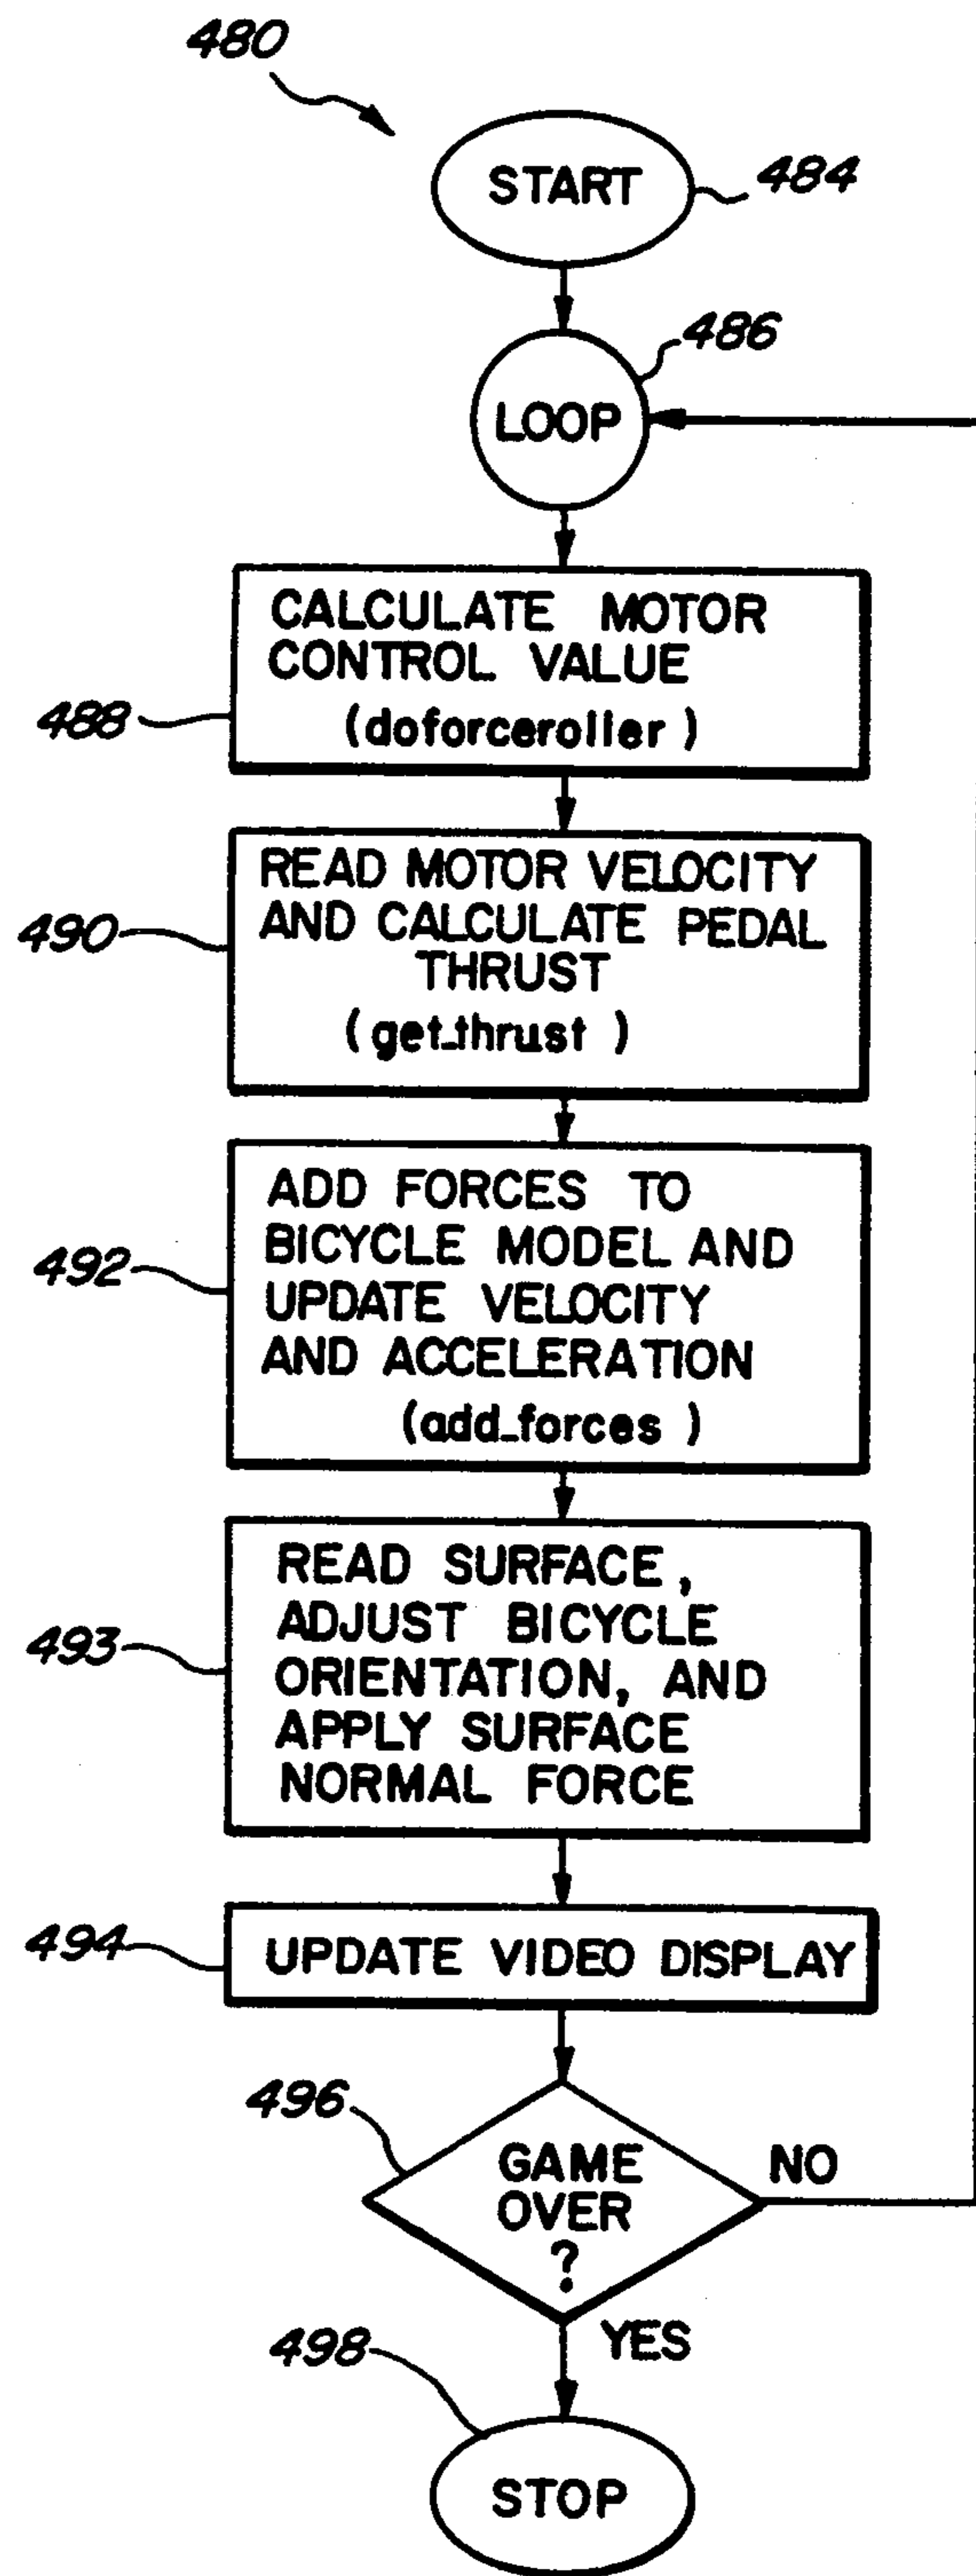 480
START
484
486
LOOP
CALCULATE MOTOR
CONTROL VALUE
(doforceroller)
488
READ MOTOR VELOCITY
AND CALCULATE PEDAL
THRUST
(get_thrust)
490
ADD FORCES TO
BICYCLE MODEL AND
UPDATE VELOCITY
AND ACCELERATION
(add_forces)
492
READ SURFACE,
ADJUST BICYCLE
ORIENTATION, AND
APPLY SURFACE
NORMAL FORCE
493
494
UPDATE VIDEO DISPLAY
496
GAME
OVER
?
NO
YES
498
STOP